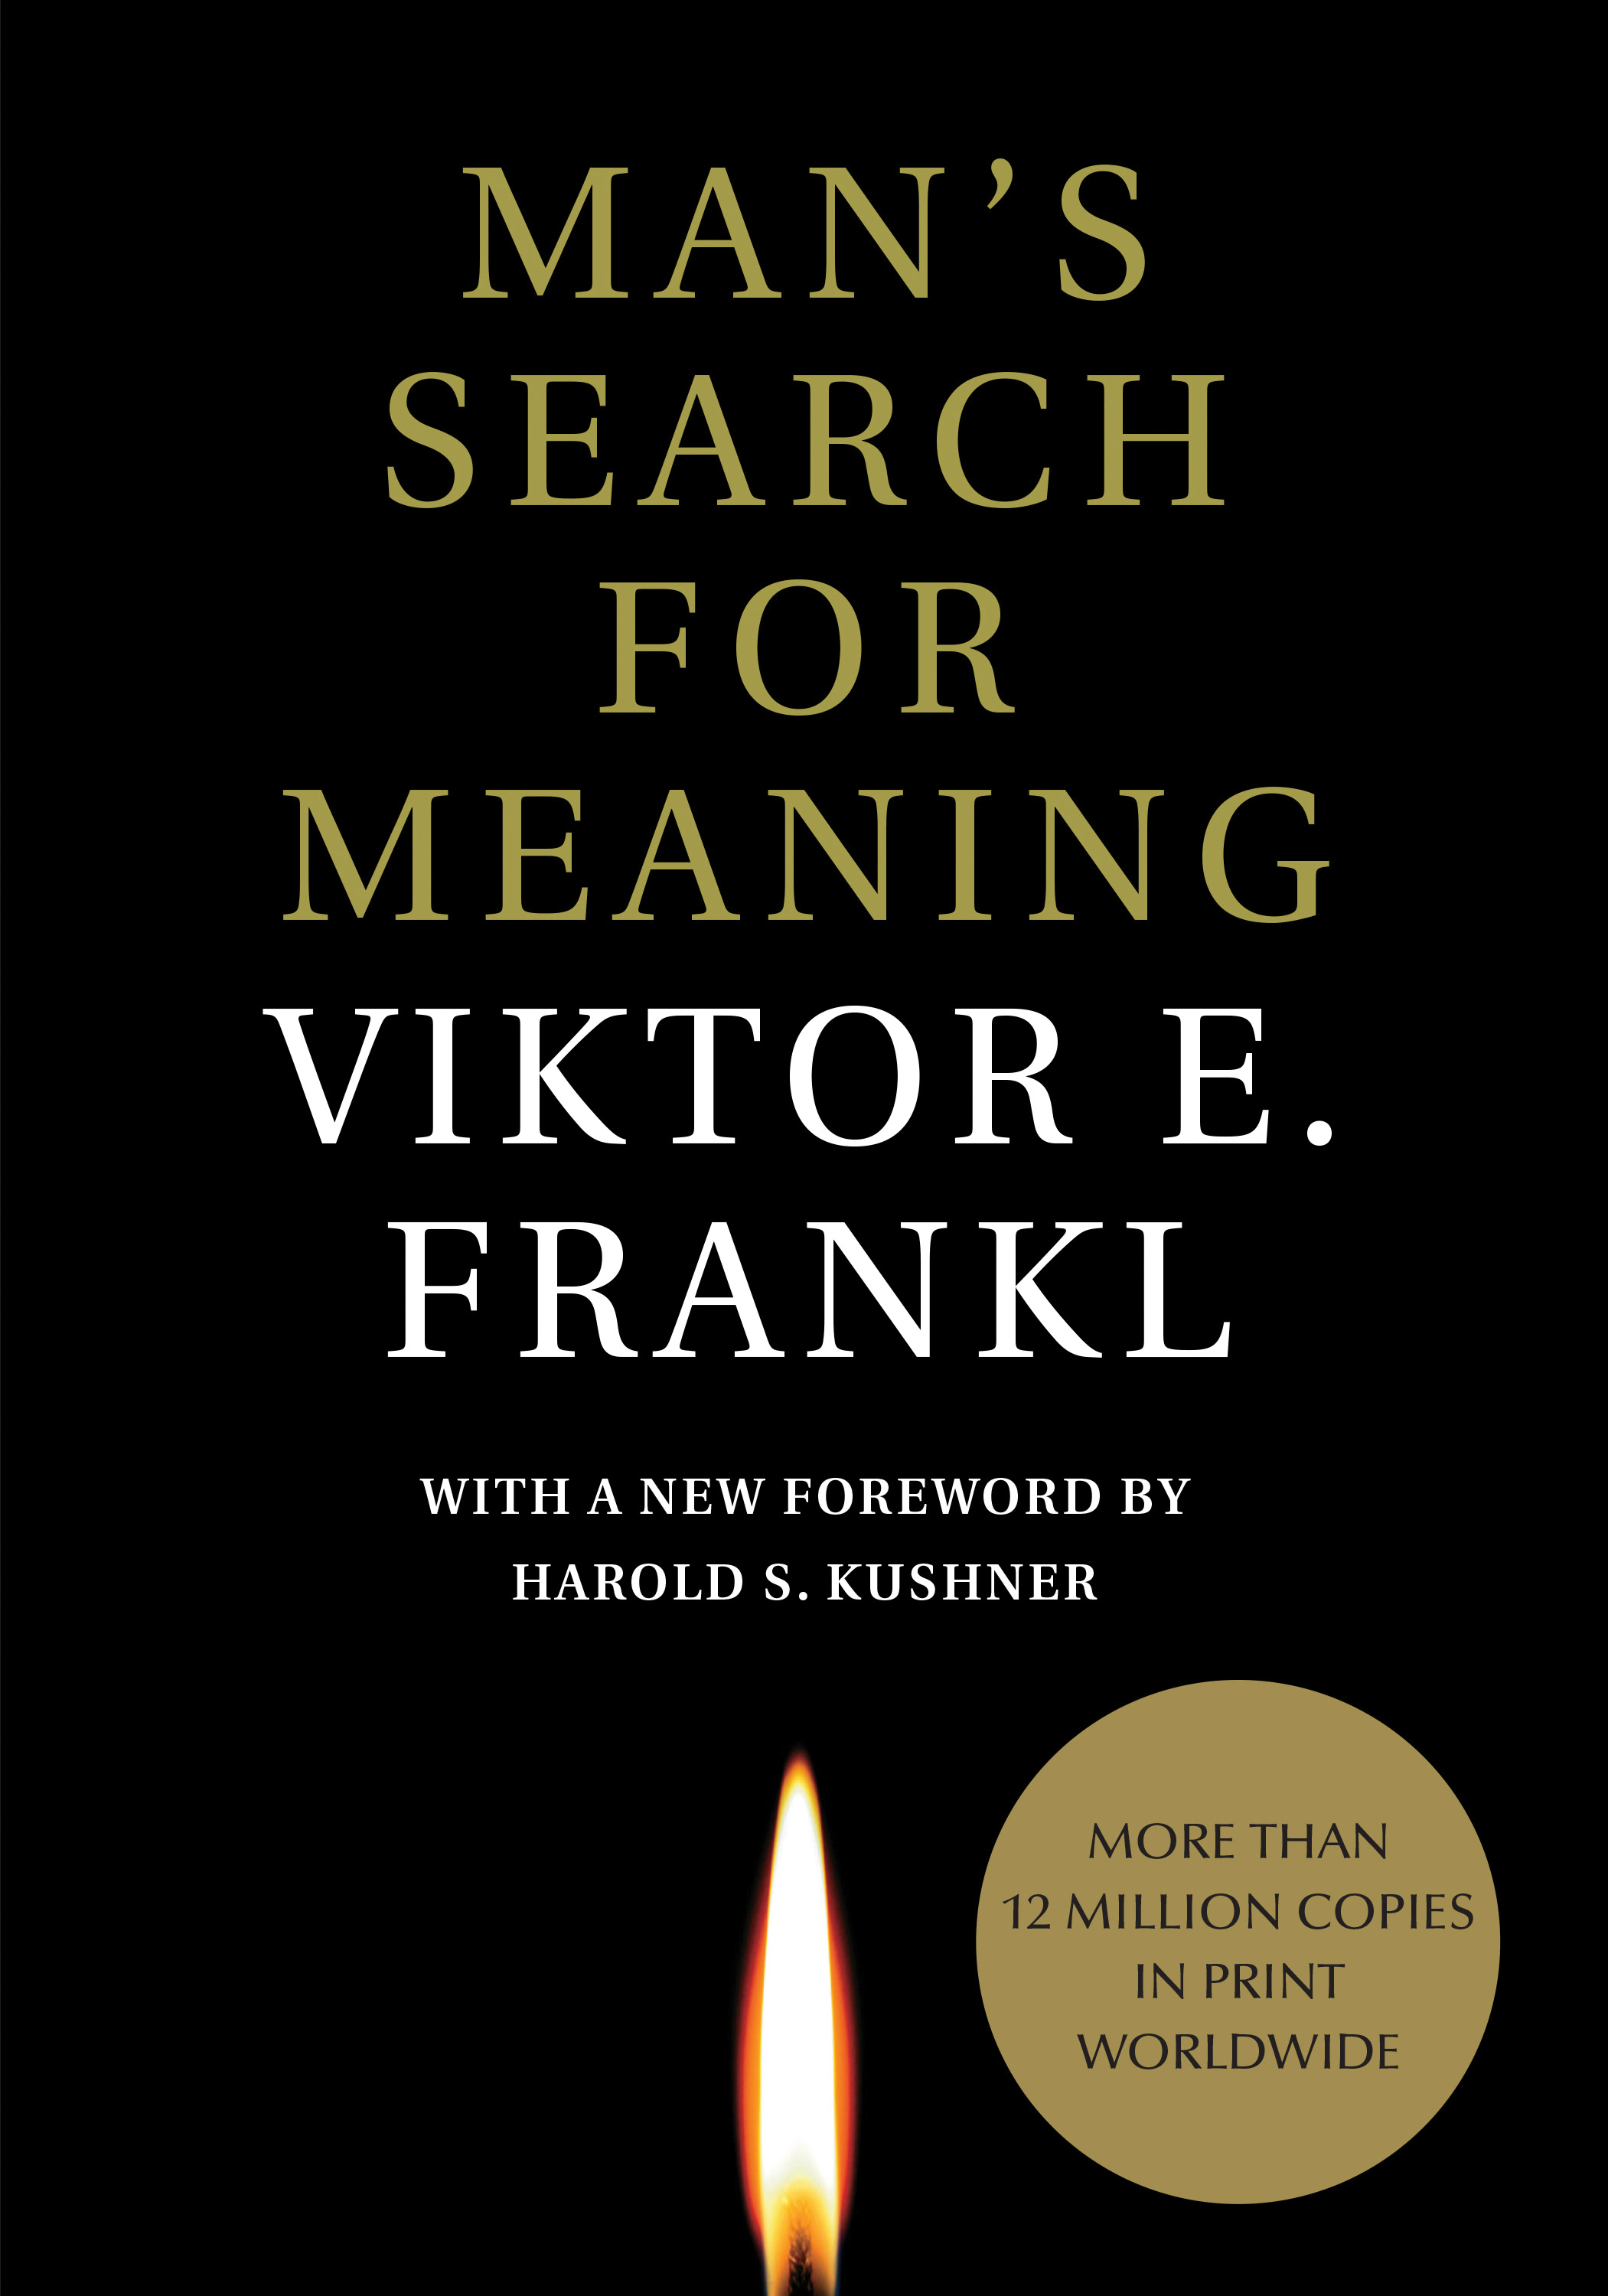 MAN’S
SEARCH
FOR
MEANING
VIKTOR E.
FRANKL
WITH A NEW FOREWORD BY
HAROLD S. KUSHNER
MORE THAN
12 MILLION COPIES
IN PRINT
WORLDWIDE